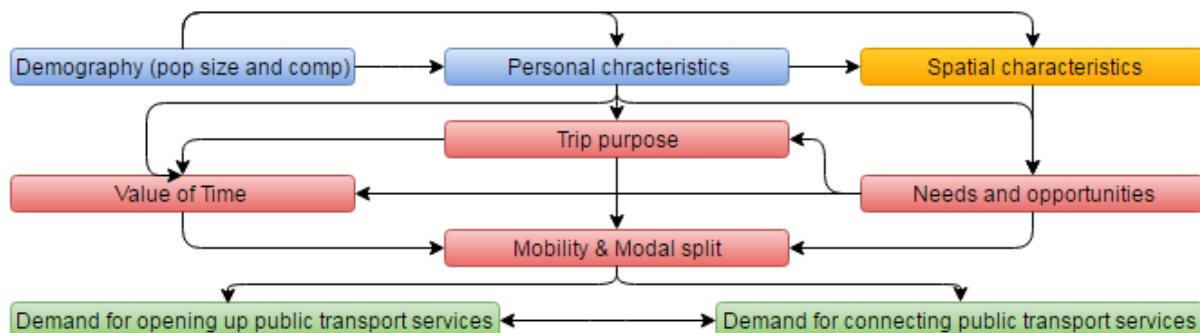 Demography (pop size and comp)
Personal chracteristics
Spatial characteristics
Trip purpose
Value of Time
Needs and opportunities
Mobility & Modal split
Demand for opening up public transport services
Demand for connecting public transport services